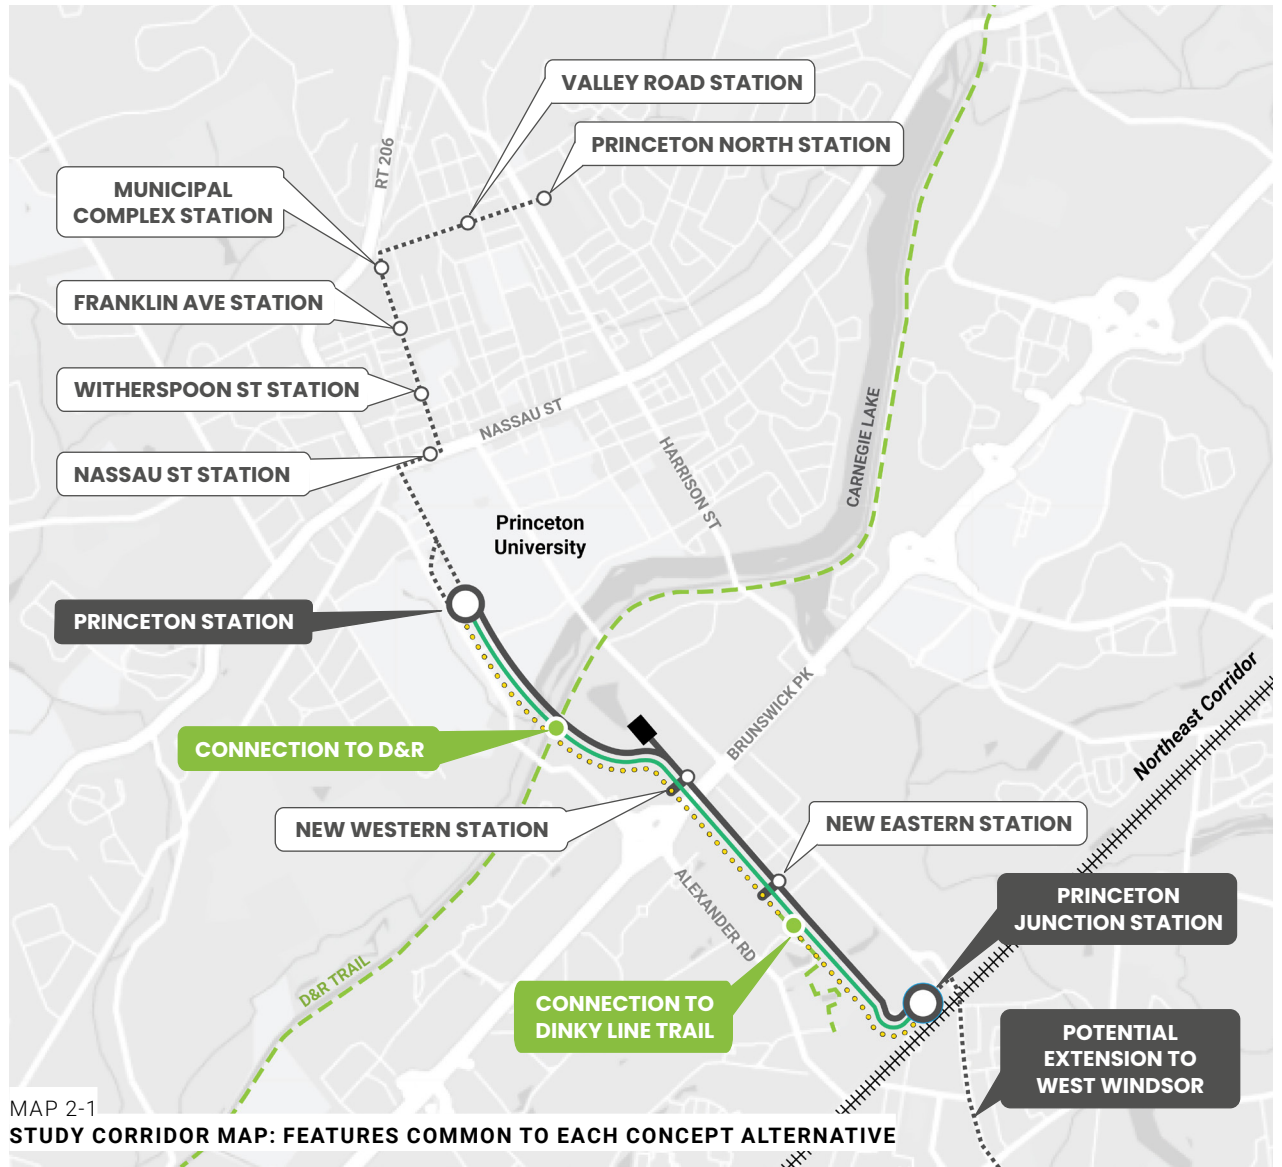 VALLEY ROAD STATION
PRINCETON NORTH STATION
RT 206
MUNICIPAL
COMPLEX STATION
FRANKLIN AVE STATION
WITHERSPOON ST STATION
NASSAU ST
NASSAU ST STATION
HARRISON ST
CARNEGIE LAKE
Princeton
University
PRINCETON STATION
BRUNSWICK PK
Northeast Corridor
CONNECTION TO D&R
NEW WESTERN STATION
NEW EASTERN STATION
ALEXANDER RD
PRINCETON
JUNCTION STATION
D&R TRAIL
CONNECTION TO
DINKY LINE TRAIL
POTENTIAL
EXTENSION TO
WEST WINDSOR
MAP 2-1
STUDY CORRIDOR MAP: FEATURES COMMON TO EACH CONCEPT ALTERNATIVE